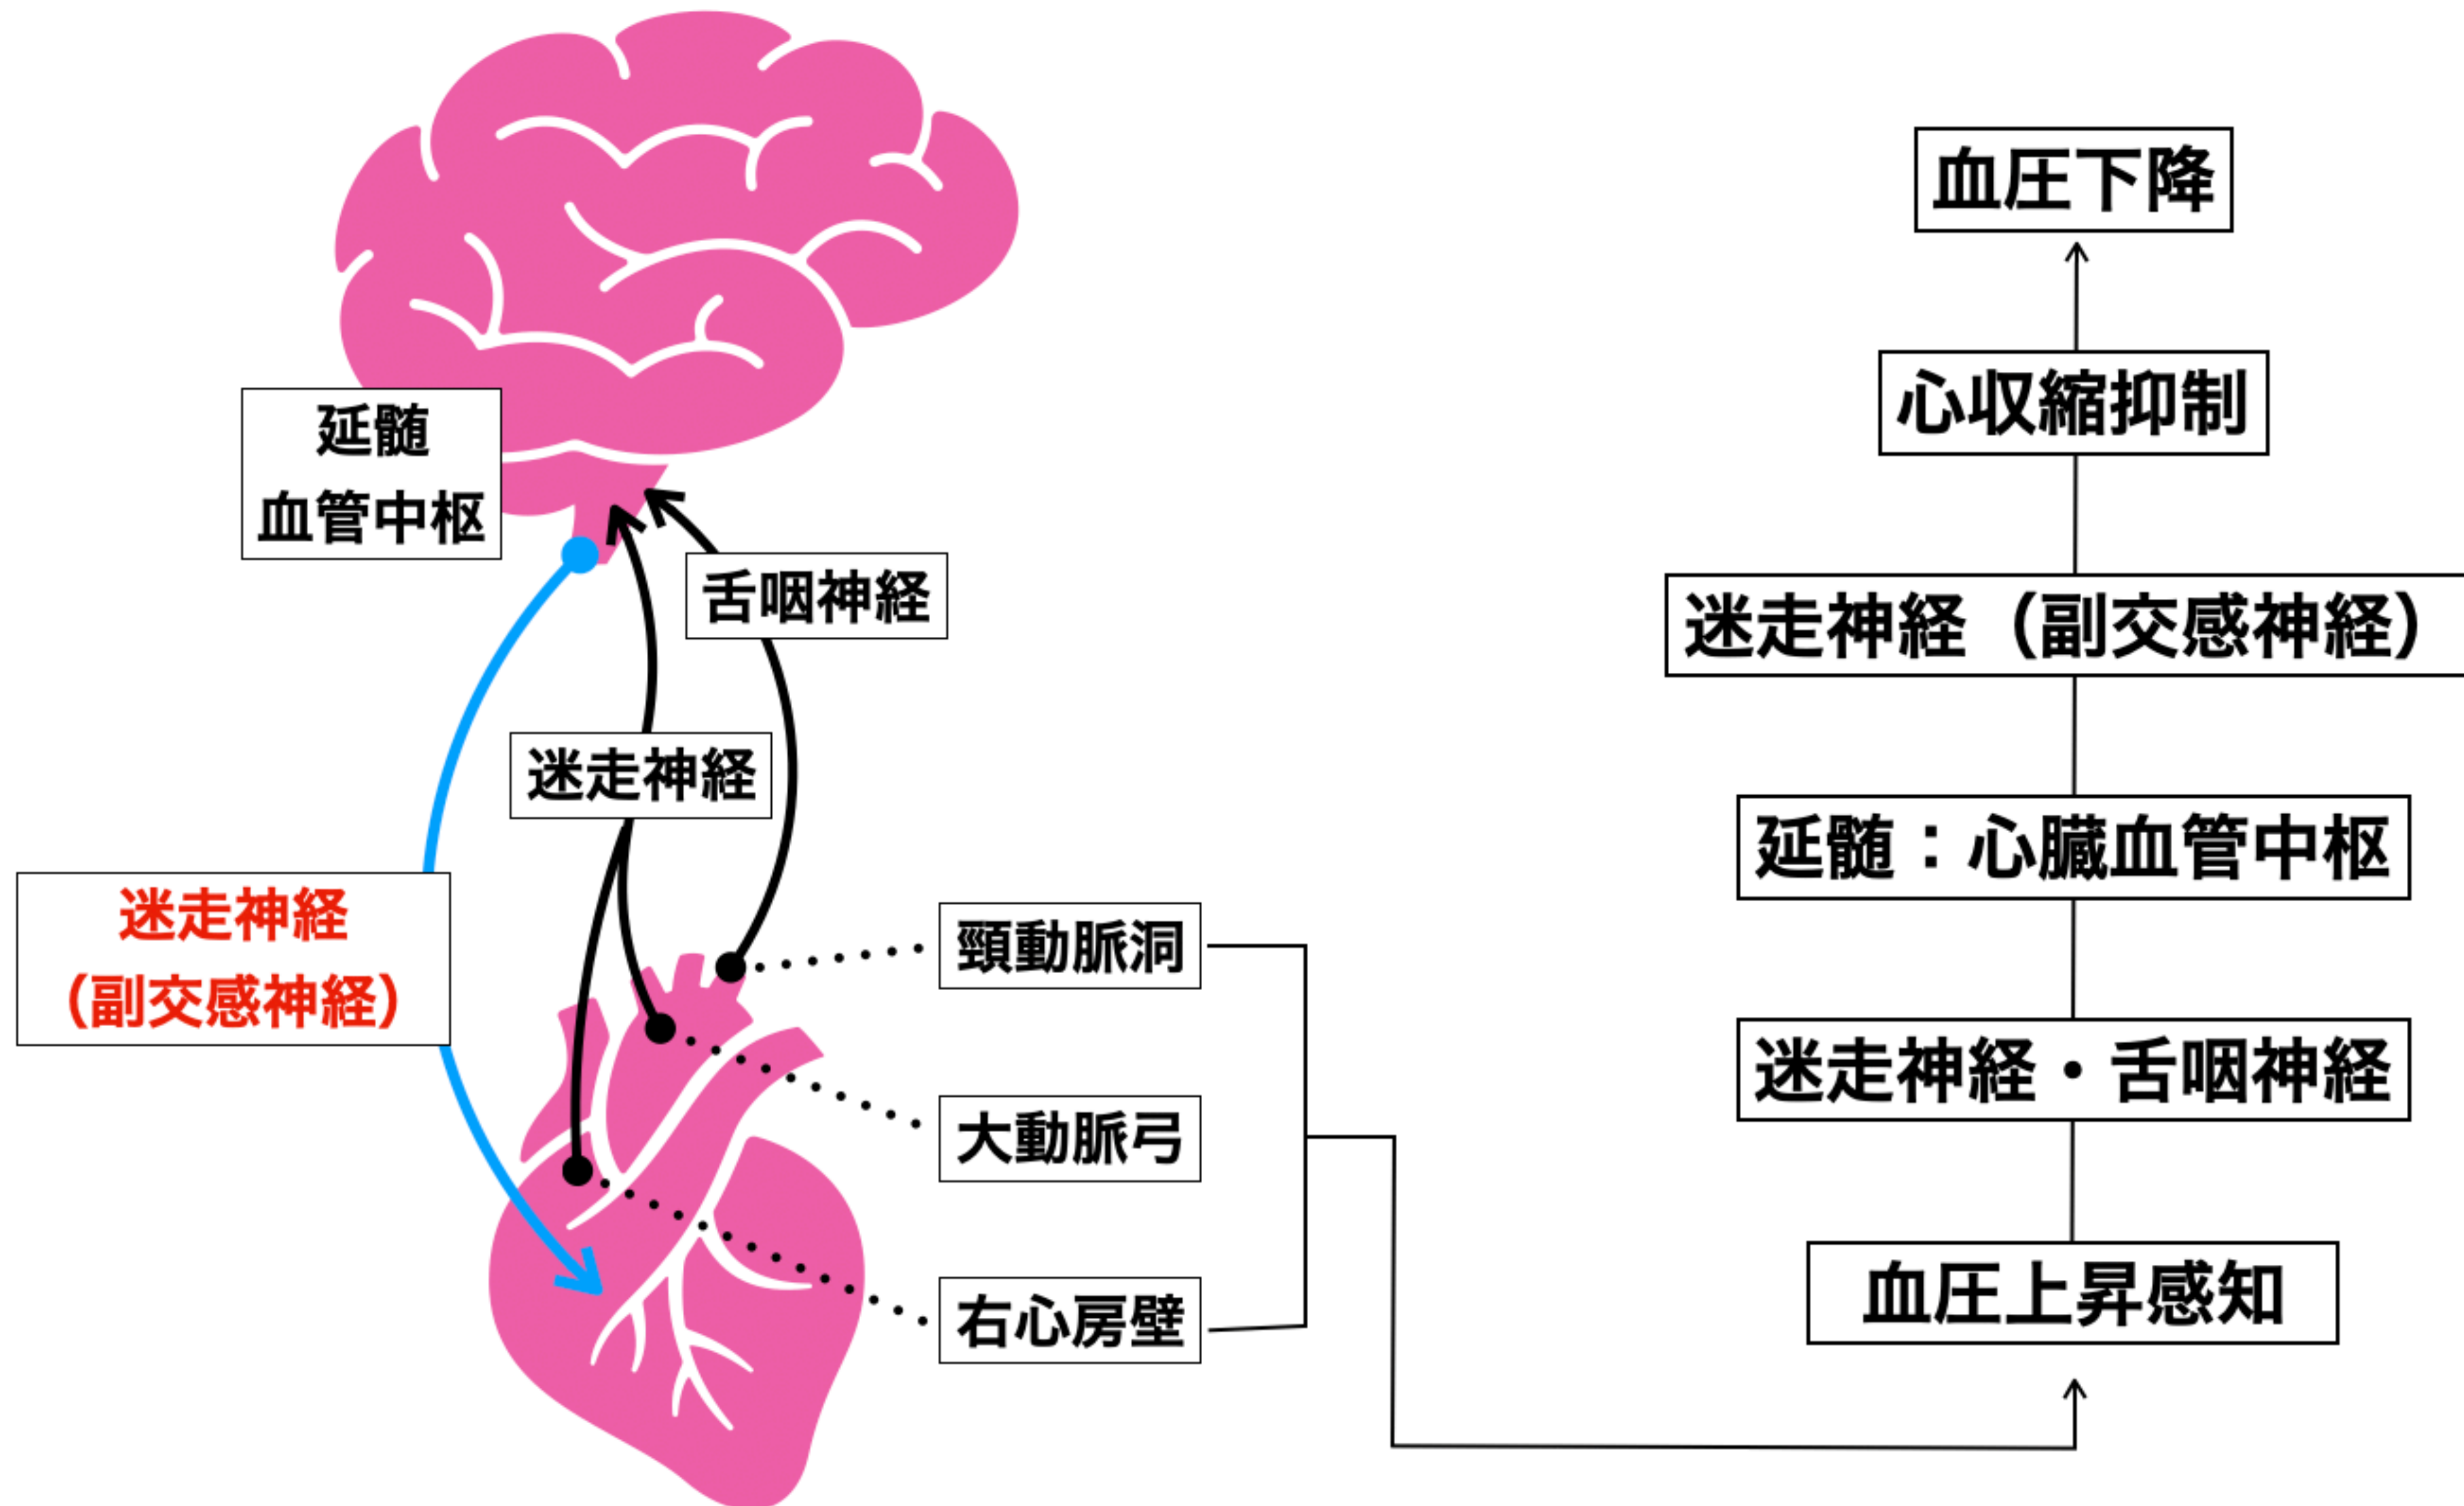 延髄
血管中枢
舌咽神経
迷走神経
迷走神経
（副交感神経）
頸動脈洞
大動脈弓
右心房壁
血圧下降
心収縮抑制
迷走神経（副交感神経）
延髄：心臓血管中枢
迷走神経・舌咽神経
血圧上昇感知